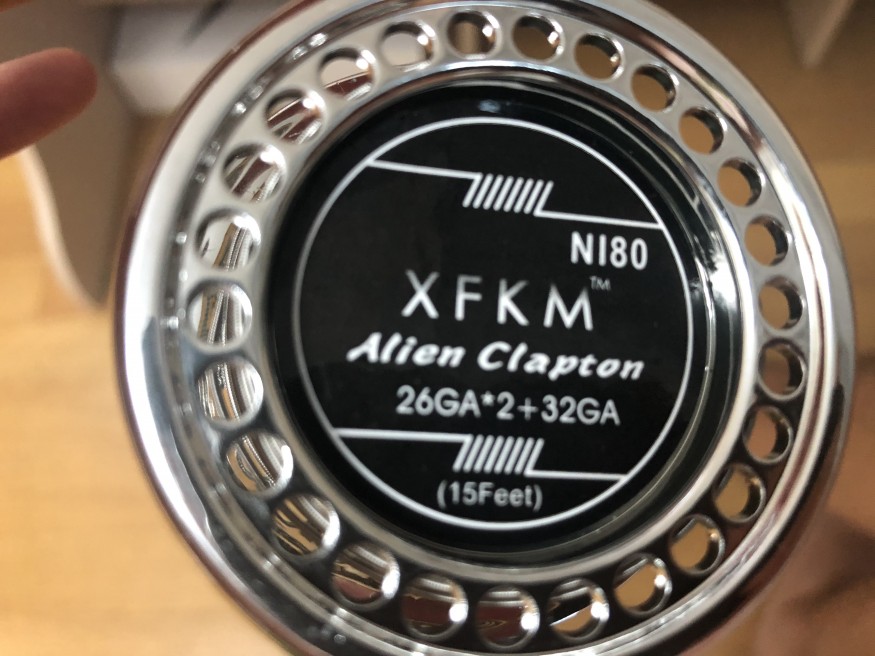 NI80
XFKM™
Alien Clapton
26GA*2+32GA
(15Feet)